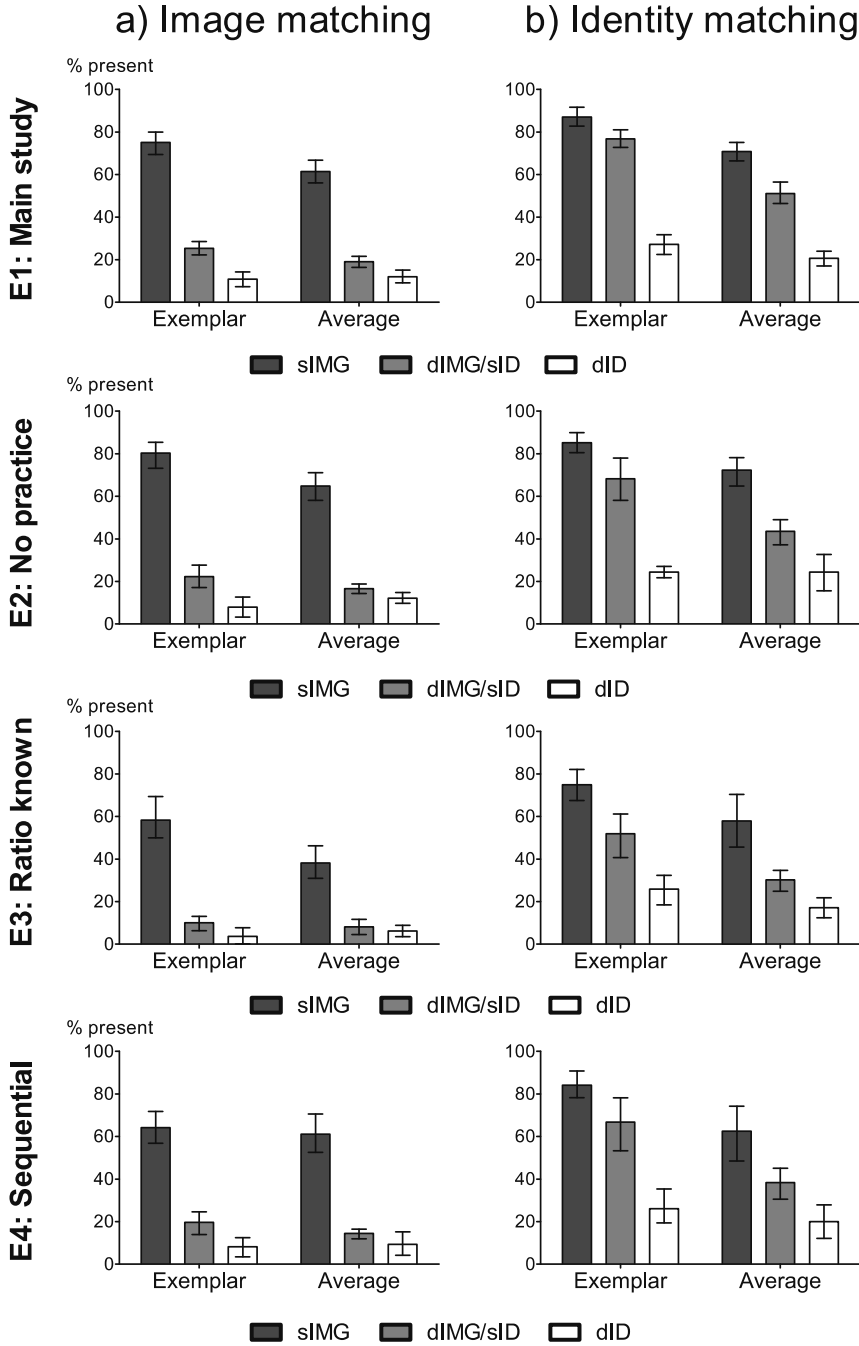 a) Image matching
b) Identity matching
E1: Main study
% present
100
80
60
40
20
0
Exemplar
Average
100
80
60
40
20
0
Exemplar
Average
sIMG dIMG/sID dID
E2: No practice
% present
100
80
60
40
20
0
Exemplar
Average
100
80
60
40
20
0
Exemplar
Average
sIMG dIMG/sID dID
E3: Ratio known
% present
100
80
60
40
20
0
Exemplar
Average
100
80
60
40
20
0
Exemplar
Average
sIMG dIMG/sID dID
E4: Sequential
% present
100
80
60
40
20
0
Exemplar
Average
100
80
60
40
20
0
Exemplar
Average
sIMG dIMG/sID dID